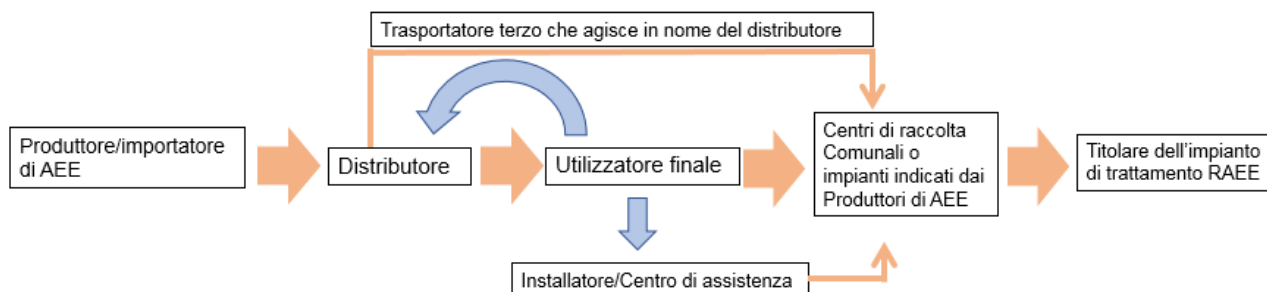 Trasportatore terzo che agisce in nome del distributore
Produttore/importatore
di AEE
Distributore
Utilizzatore finale
Centri di raccolta
Comunali o
impianti indicati dai
Produttori di AEE
Titolare dell'impianto
di trattamento RAEE
Installatore/Centro di assistenza